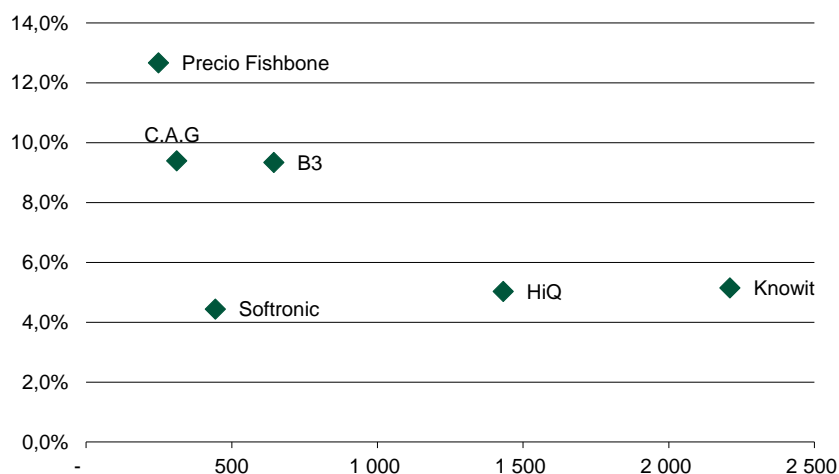 14,0%
Precio Fishbone
12,0%
C.A.G
10,0%
B3
8,0%
6,0%
Knowit
HiQ
Softronic
4,0%
2,0%
0,0%
- 500 1 000 1 500 2 000 2 500